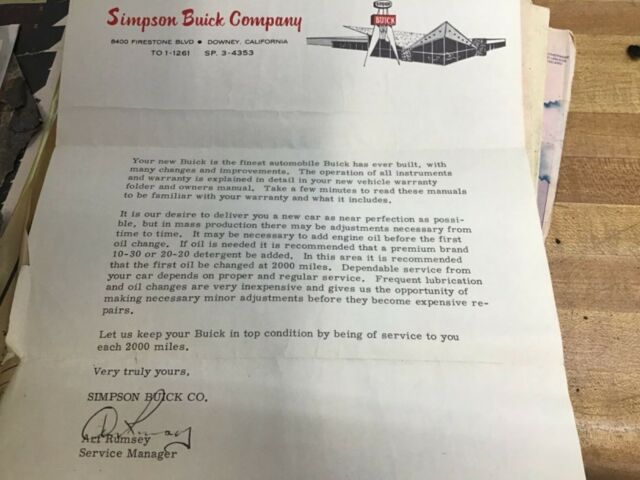 Simpson Buick Company
8400 FIRESTONE BLVD • DOWNEY, CALIFORNIA
TO 1-1261 SP. 3-4353
BUICK
Your new Buick is the finest automobile Buick has ever built, with
many changes and improvements. The operation of all instruments
and warranty is explained in detail in your new vehicle warranty
folder and owners manual. Take a few minutes to read these manuals
to be familiar with your warranty and what it includes.
It is our desire to deliver you a new car as near perfection as possi-
ble, but in mass production there may be adjustments necessary from
time to time. It may be necessary to add engine oil before the first
oil change. If oil is needed it is recommended that a premium brand
10-30 or 20-20 detergent be added. In this area it is recommended
that the first oil be changed at 2000 miles. Dependable service from
your car depends on proper and regular service. Frequent lubrication
and oil changes are very inexpensive and gives us the opportunity of
making necessary minor adjustments before they become expensive re-
pairs.
Let us keep your Buick in top condition by being of service to you
each 2000 miles.
Very truly yours,
SIMPSON BUICK CO.
Art Rumsey
Service Manager